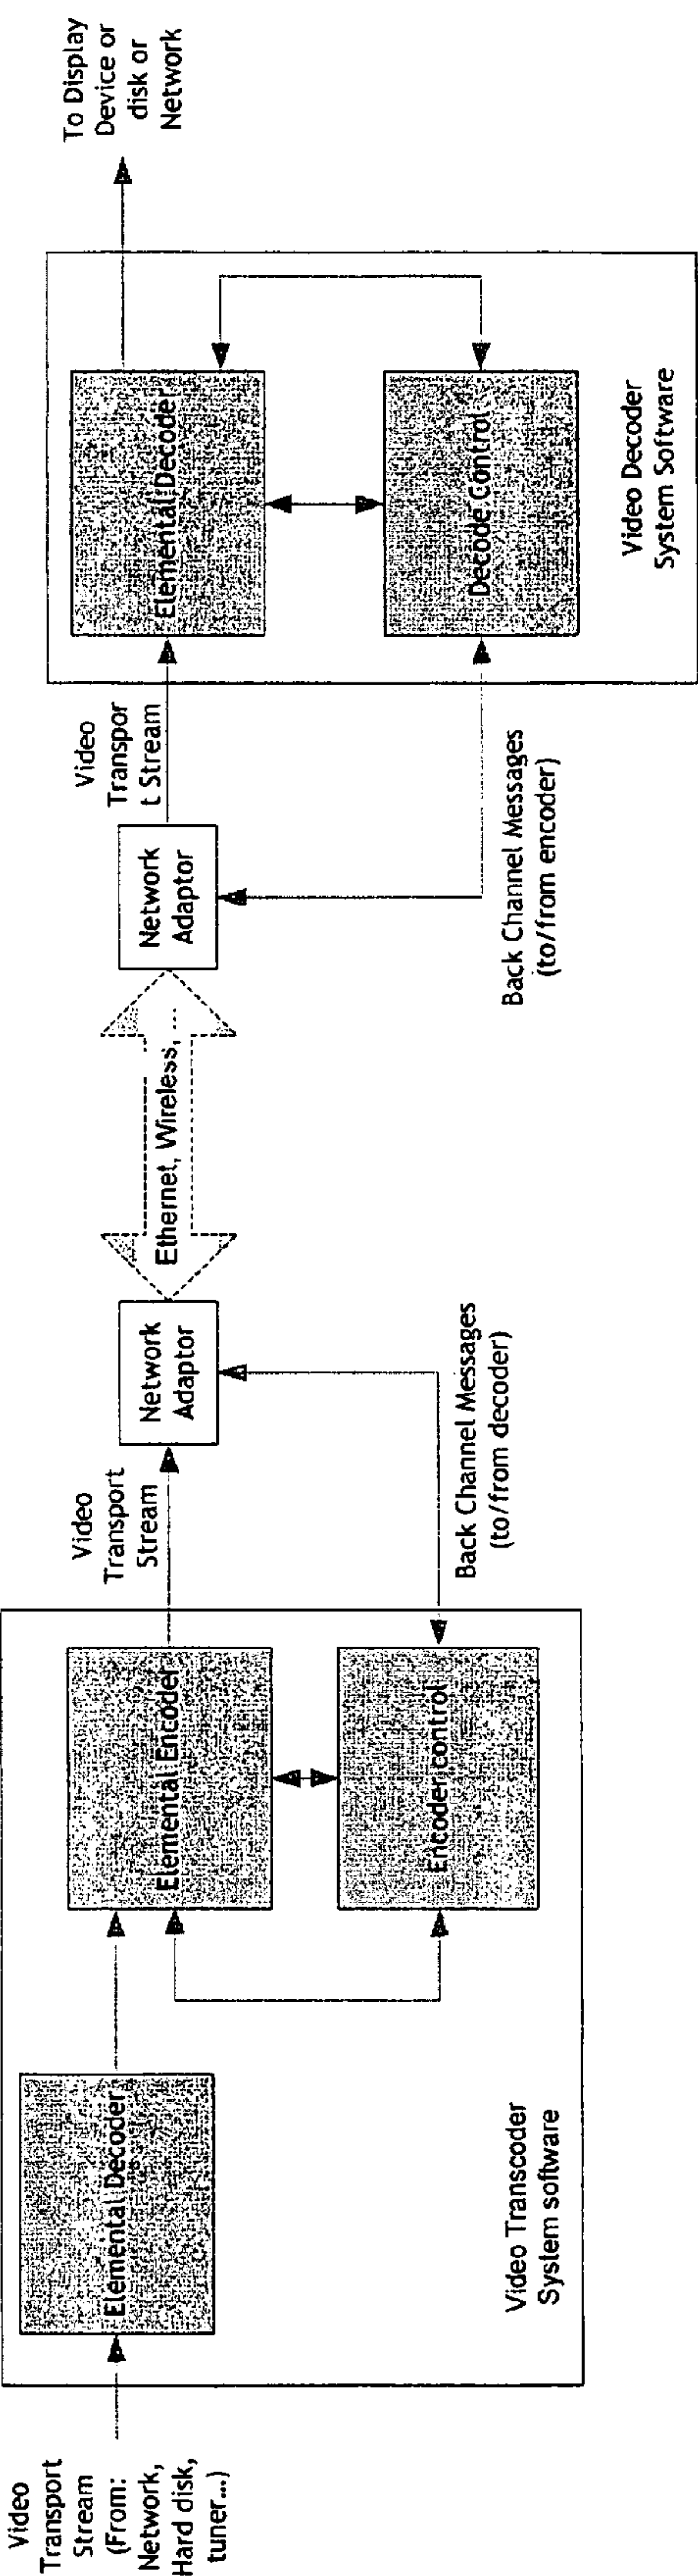 Video
Transport
Stream
(From:
Network,
Hard disk,
tuner...)
Elemental Decoder
Video Transcoder
System software
Elemental Encoder
Encoder control
Video
Transport
Stream
Back Channel Messages
(to/from decoder)
Network
Adaptor
Ethernet, Wireless, ...
Network
Adaptor
Video
Transpor
t Stream
Back Channel Messages
(to/from encoder)
Elemental Decoder
Decode Control
Video Decoder
System Software
To Display
Device or
disk or
Network